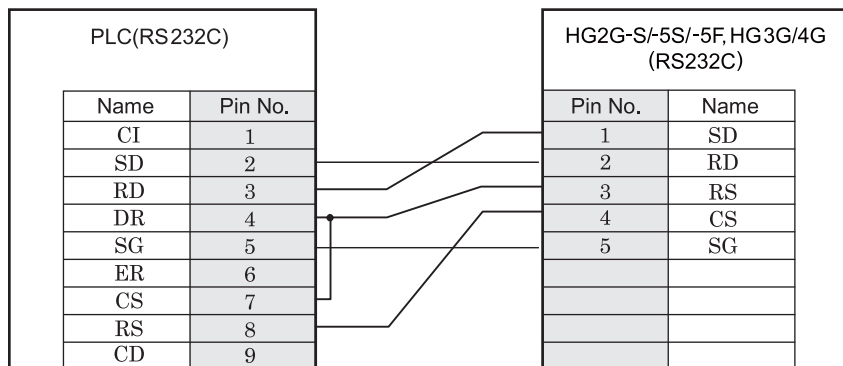 PLC(RS232C)
HG2G-S/-5S/-5F, HG3G/4G
(RS232C)
Name Pin No. Pin No. Name
CI 1 1 SD
SD 2 2 RD
RD 3 3 RS
DR 4 4 CS
SG 5 5 SG
ER 6
CS 7
RS 8
CD 9